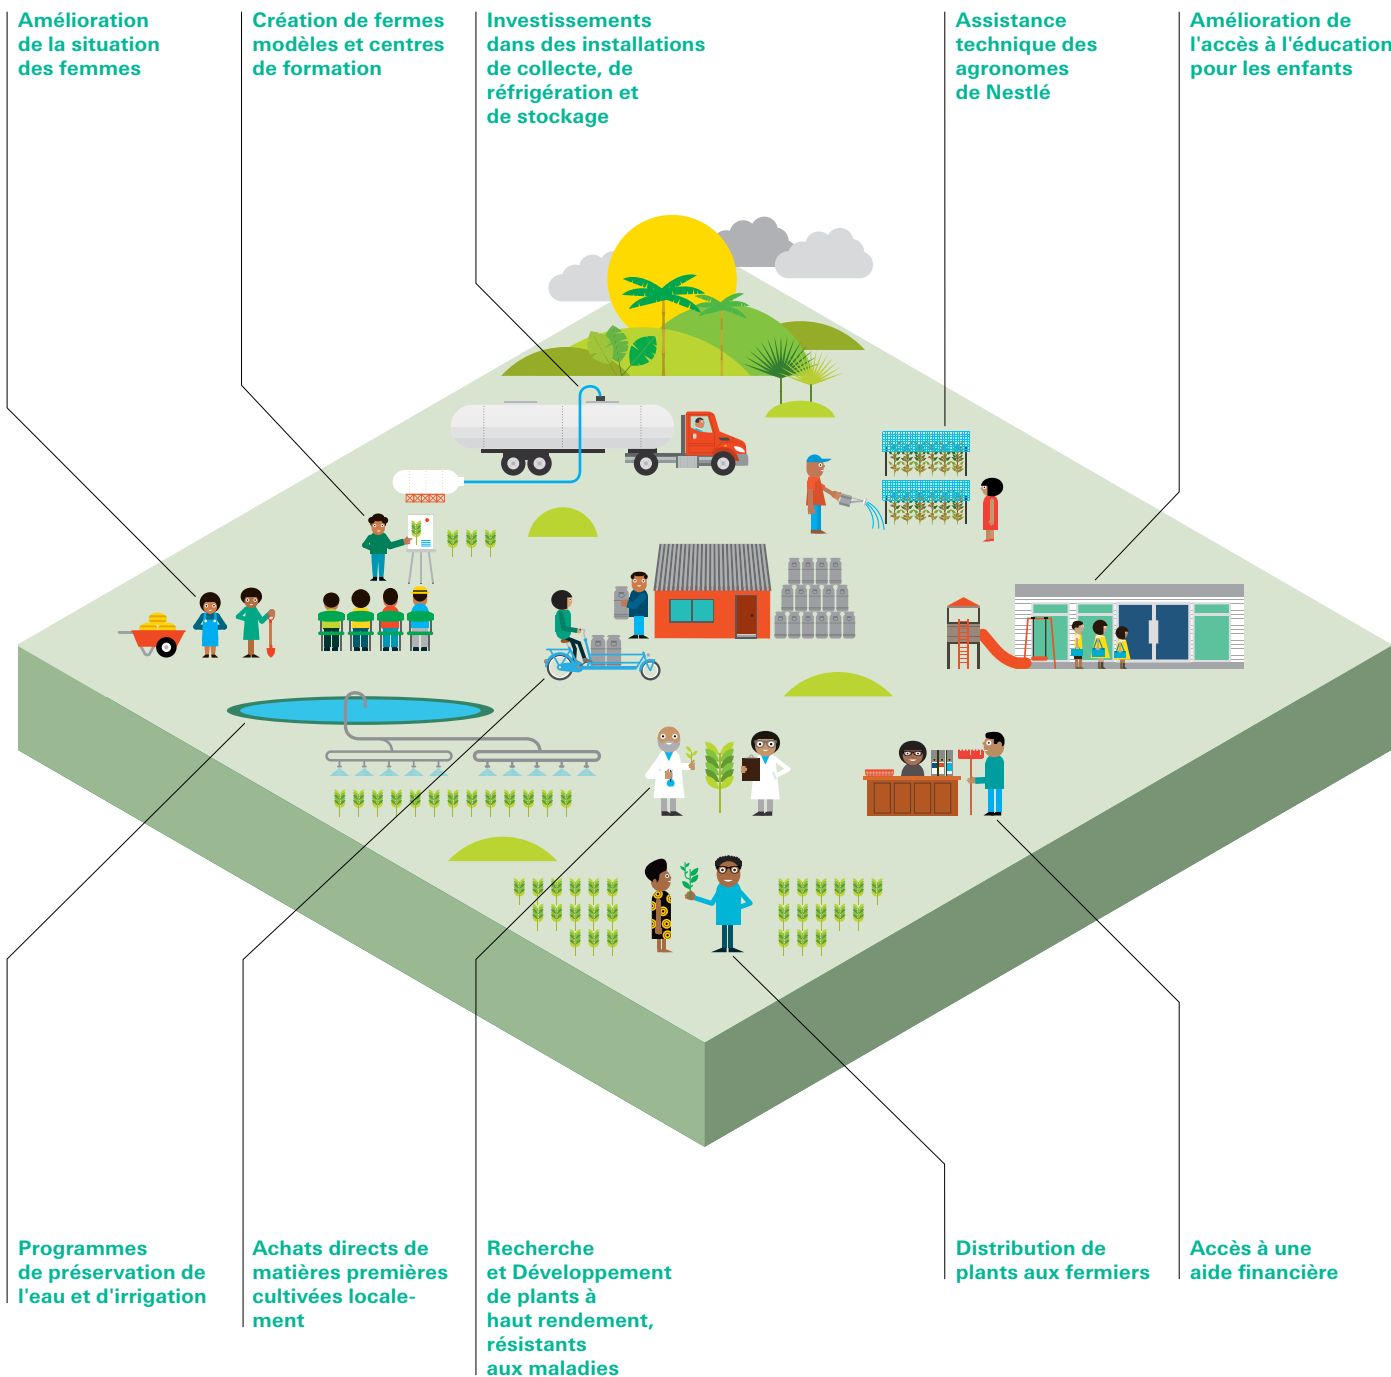 Amélioration
de la situation
des femmes
Création de fermes
modèles et centres
de formation
Investissements
dans des installations
de collecte, de
réfrigération et
de stockage
Assistance
technique des
agronomes
de Nestlé
Amélioration de
l'accès à l'éducation
pour les enfants
Programmes
de préservation de
l'eau et d'irrigation
Achats directs de
matières premières
cultivées locale-
ment
Recherche
et Développement
de plants à
haut rendement,
résistants
aux maladies
Distribution de
plants aux fermiers
Accès à une
aide financière